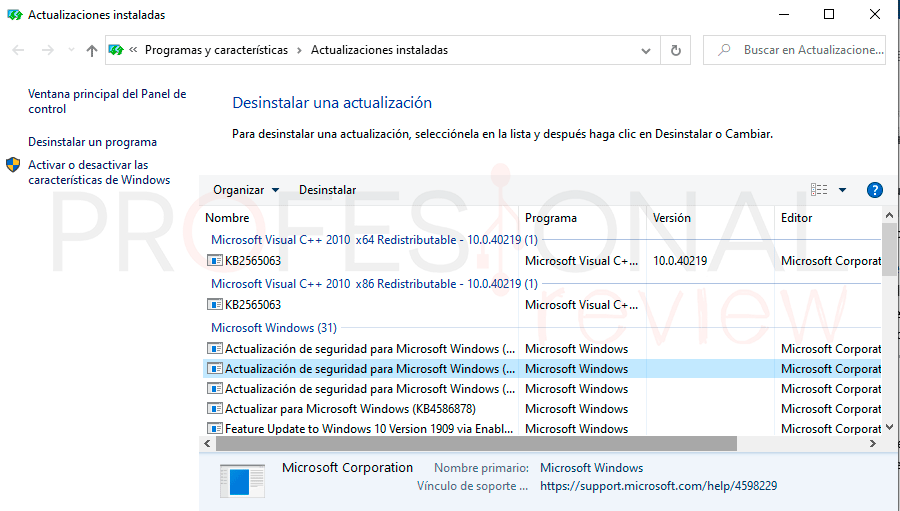 Actualizaciones instaladas
« Programas y características > Actualizaciones instaladas
Buscar en Actualizacione...
Ventana principal del Panel de
control
Desinstalar un programa
Activar o desactivar las
características de Windows
Desinstalar una actualización
Para desinstalar una actualización, selecciónela en la lista y después haga clic en Desinstalar o Cambiar.
Organizar Desinstalar
PROFESIONAL
review
Nombre Programa Versión Editor
Microsoft Visual C++ 2010 x64 Redistributable - 10.0.40219 (1)
KB2565063 Microsoft Visual C+... 10.0.40219 Microsoft Corporat
Microsoft Visual C++ 2010 x86 Redistributable - 10.0.40219 (1)
KB2565063 Microsoft Visual C+...
Microsoft Windows (31)
Actualización de seguridad para Microsoft Windows (... Microsoft Windows Microsoft Corporat
Actualización de seguridad para Microsoft Windows (... Microsoft Windows Microsoft Corporat
Actualización de seguridad para Microsoft Windows (... Microsoft Windows Microsoft Corporat
Actualizar para Microsoft Windows (KB4586878) Microsoft Windows Microsoft Corporat
Feature Update to Windows 10 Version 1909 via Enabl... Microsoft Windows Microsoft Corporat
Microsoft Corporation Nombre primario: Microsoft Windows
Vínculo de soporte ... https://support.microsoft.com/help/4598229